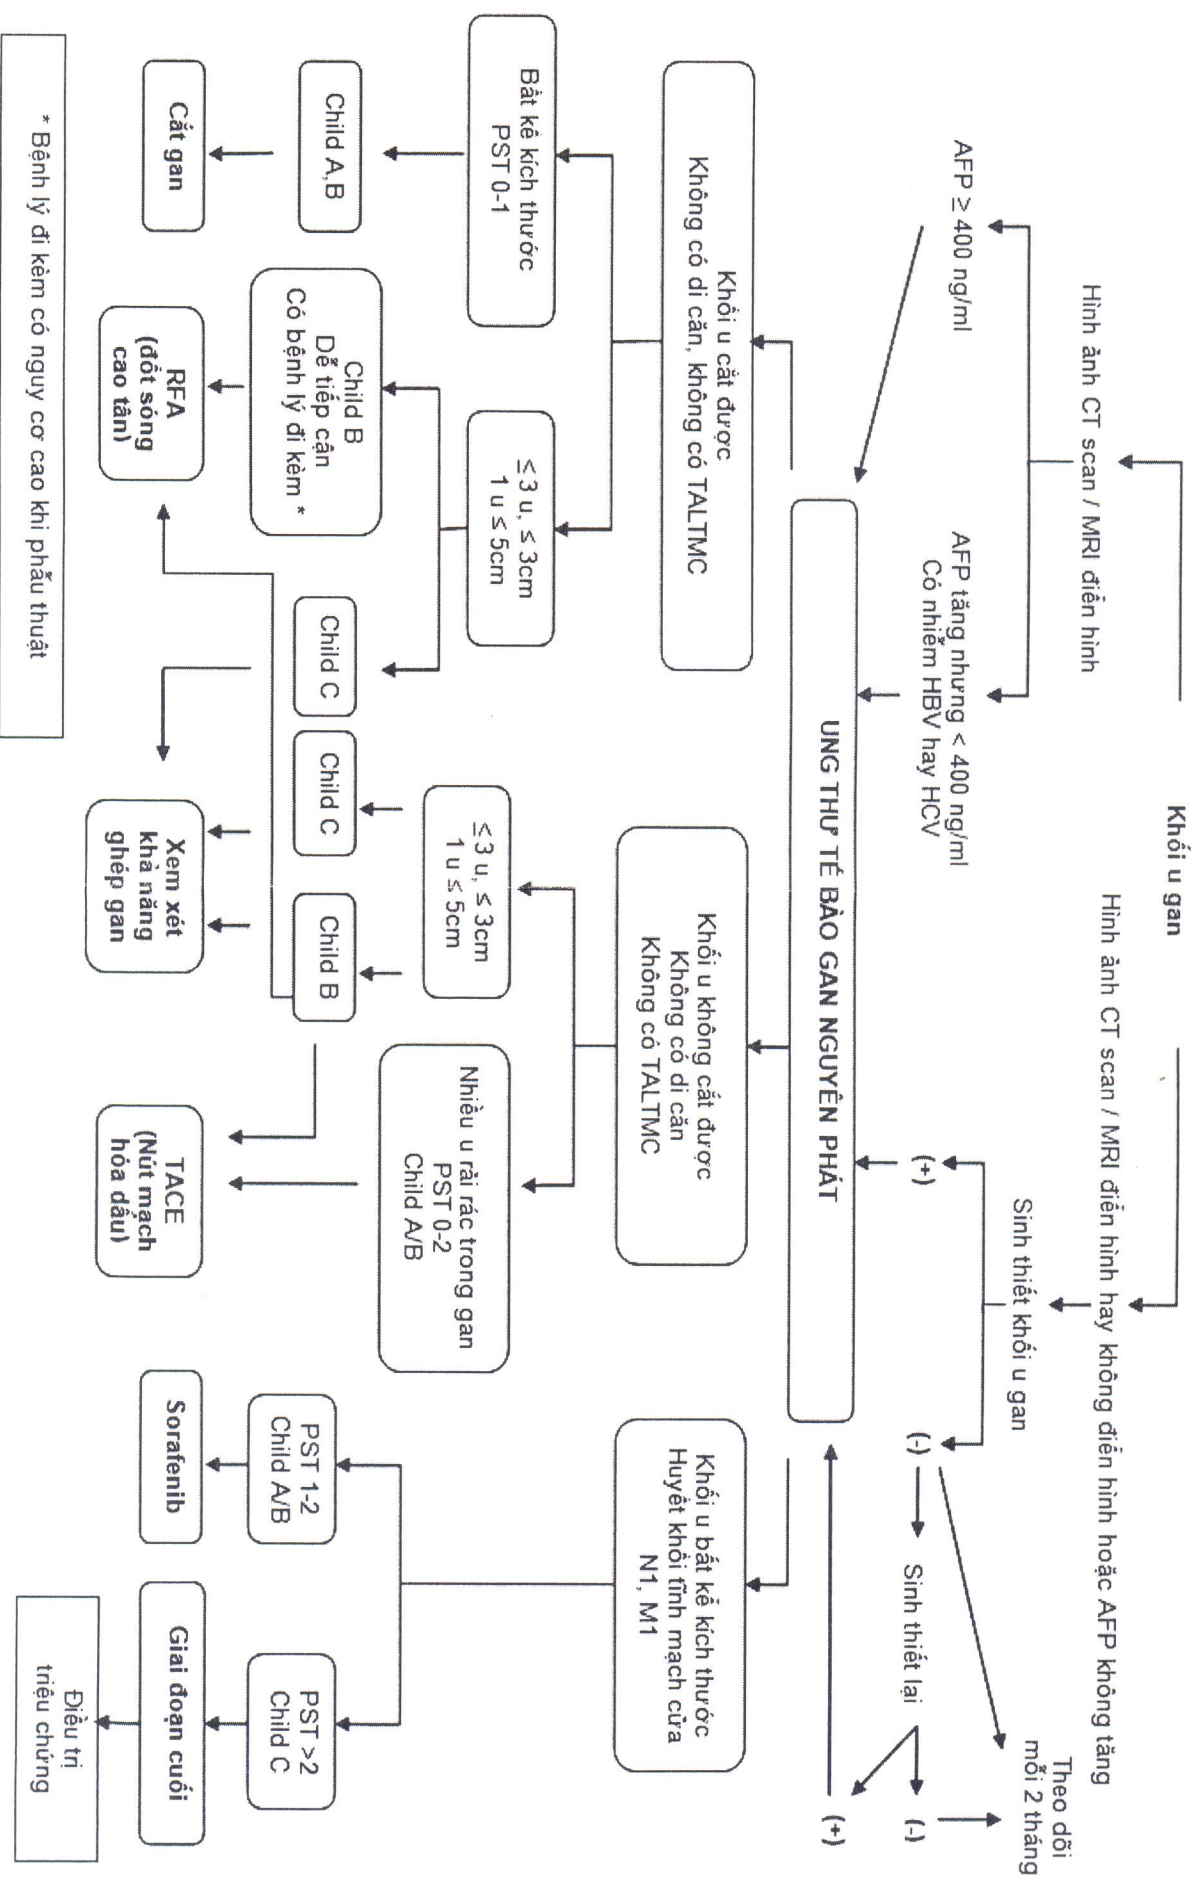 Khối u gan
Hình ảnh CT scan / MRI điển hình
Hình ảnh CT scan / MRI điển hình hay không điển hình hoặc AFP không tăng
AFP ≥ 400 ng/ml
AFP tăng nhưng < 400 ng/ml
Có nhiễm HBV hay HCV
Sinh thiết khối u gan
(+)
(-)
Sinh thiết lại
(-)
(+)
Theo dõi
mỗi 2 tháng
UNG THƯ TẾ BÀO GAN NGUYÊN PHÁT
Khối u cắt được
Không có di căn, không có TALTMC
Khối u không cắt được
Không có di căn
Không có TALTMC
Khối u bất kể kích thước
Huyết khối tĩnh mạch cửa
N1, M1
Bất kể kích thước
PST 0-1
≤ 3 u, ≤ 3cm
1 u ≤ 5cm
≤3 u, ≤ 3cm
1 u ≤ 5cm
Nhiều u rải rác trong gan
PST 0-2
Child A/B
Child A,B
Child B
Dễ tiếp cận
Có bệnh lý đi kèm *
Child C
Child C
Child B
PST 1-2
Child A/B
PST >2
Child C
Cắt gan
RFA
(đốt sóng
cao tần)
Xem xét
khả năng
ghép gan
TACE
(Nút mạch
hóa dầu)
Sorafenib
Giai đoạn cuối
Điều trị
triệu chứng
* Bệnh lý đi kèm có nguy cơ cao khi phẫu thuật